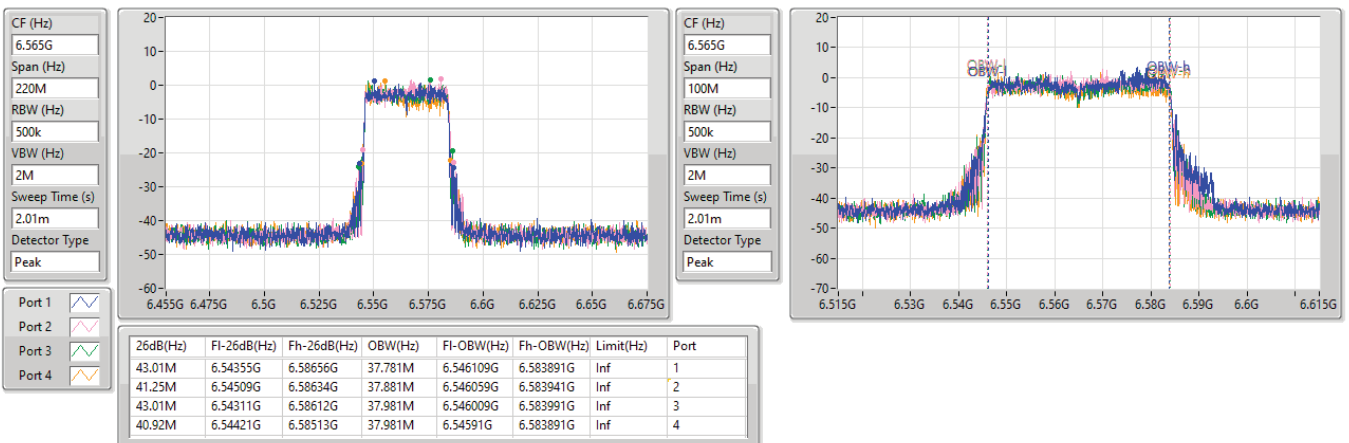 CF (Hz)
6.565G
Span (Hz)
220M
RBW (Hz)
500k
VBW (Hz)
2M
Sweep Time (s)
2.01m
Detector Type
Peak
Port 1
Port 2
Port 3
Port 4
20
10
0
-10
-20
-30
-40
-50
-60
6.455G 6.475G 6.5G 6.525G 6.55G 6.575G 6.6G 6.625G 6.65G 6.675G
CF (Hz)
6.565G
Span (Hz)
100M
RBW (Hz)
500k
VBW (Hz)
2M
Sweep Time (s)
2.01m
Detector Type
Peak
20
10
0
-10
-20
-30
-40
-50
-60
-70
OBW-l OBW-h
6.515G 6.53G 6.54G 6.55G 6.56G 6.57G 6.58G 6.59G 6.6G 6.615G
26dB(Hz) Fl-26dB(Hz) Fh-26dB(Hz) OBW(Hz) Fl-OBW(Hz) Fh-OBW(Hz) Limit(Hz) Port
43.01M 6.54355G 6.58656G 37.781M 6.546109G 6.583891G Inf 1
41.25M 6.54509G 6.58634G 37.881M 6.546059G 6.583941G Inf 2
43.01M 6.54311G 6.58612G 37.981M 6.546009G 6.583991G Inf 3
40.92M 6.54421G 6.58513G 37.981M 6.54591G 6.583891G Inf 4